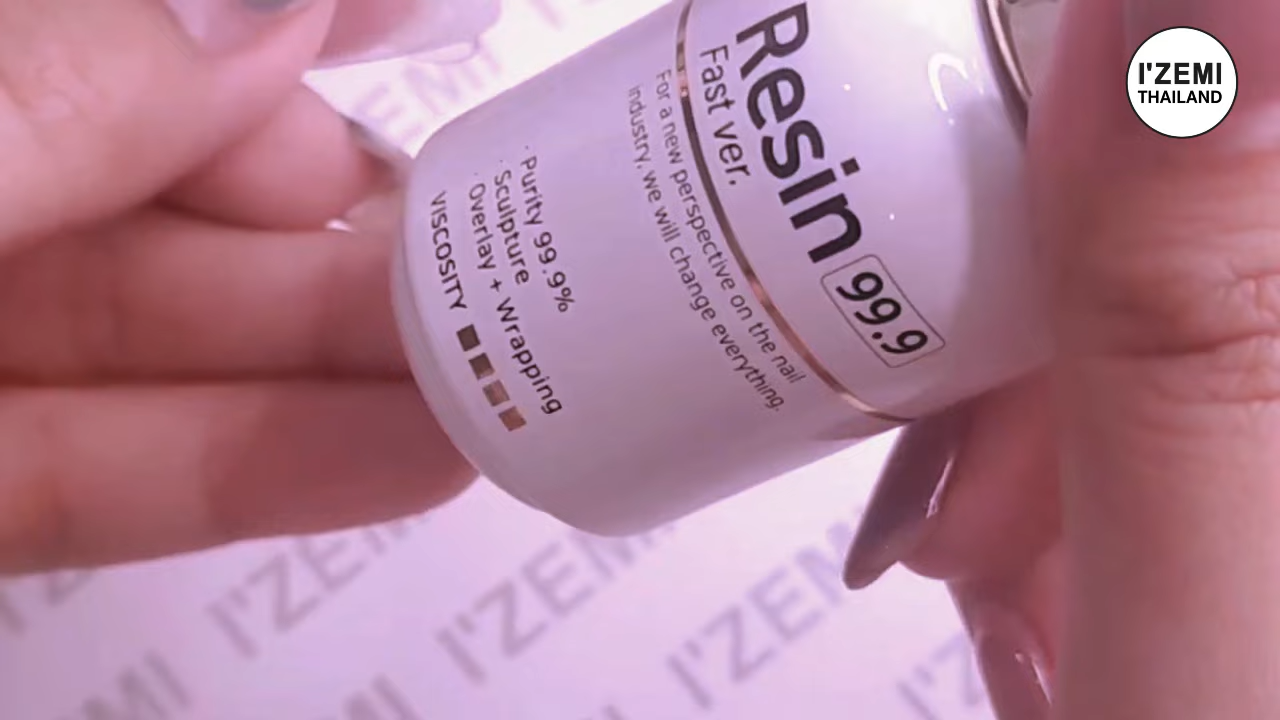 I'ZEMI
THAILAND
Resin 99.9
Fast ver.
For a new perspective on the nail
industry, we will change everything.
· Purity 99.9%
· Sculpture
· Overlay + Wrapping
VISCOSITY
I'ZEMI
I'ZEMI
I'ZEMI